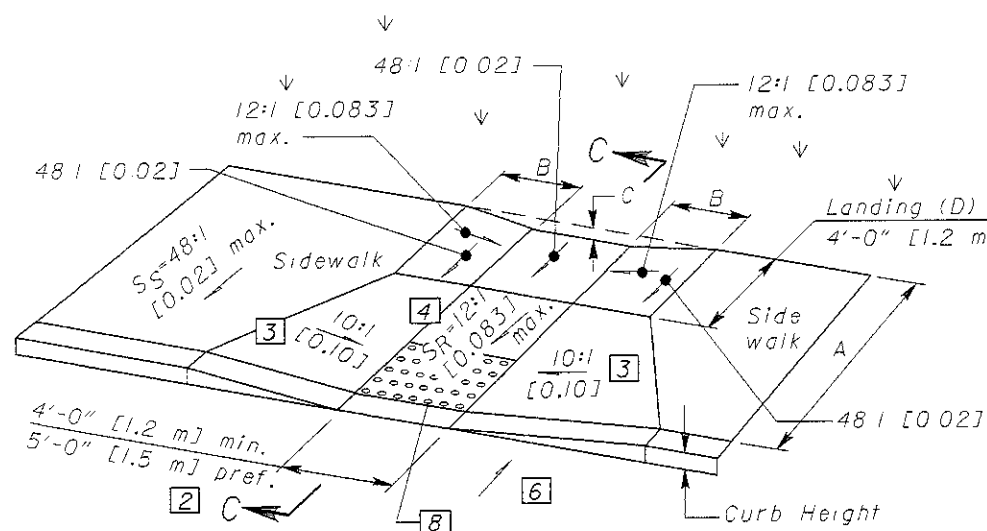 48:1 [0.02]
12:1 [0.083]
max.
12:1 [0.083]
max.
48:1 [0.02]
C
B
C
B
Landing (D)
4'-0" [1.2 m
SS=48:1
[0.02] max.
Sidewalk
3
10:1
[0.10]
4
SR=12:1
[0.083]
max.
10:1
[0.10]
3
Side
walk
A
48:1 [0.02]
4'-0" [1.2 m] min.
5'-0" [1.5 m] pref.
2
C
8
6
Curb Height